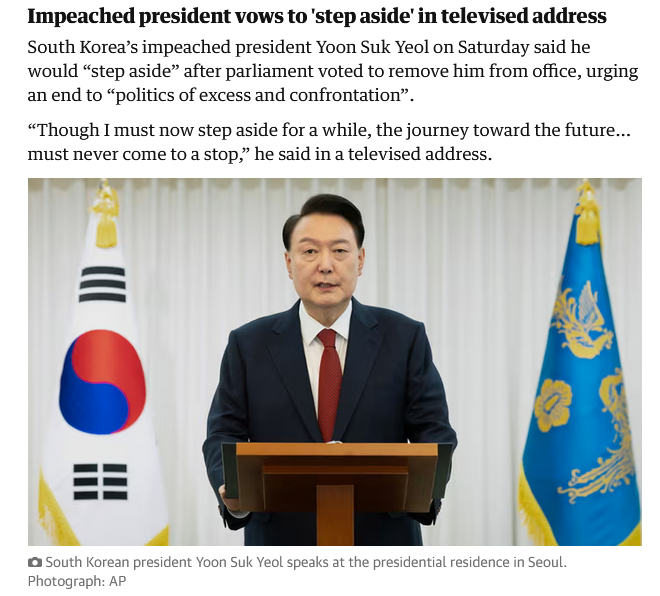 Impeached president vows to 'step aside' in televised address
South Korea’s impeached president Yoon Suk Yeol on Saturday said he
would “step aside” after parliament voted to remove him from office, urging
an end to “politics of excess and confrontation”.
“Though I must now step aside for a while, the journey toward the future...
must never come to a stop,” he said in a televised address.
South Korean president Yoon Suk Yeol speaks at the presidential residence in Seoul.
Photograph: AP